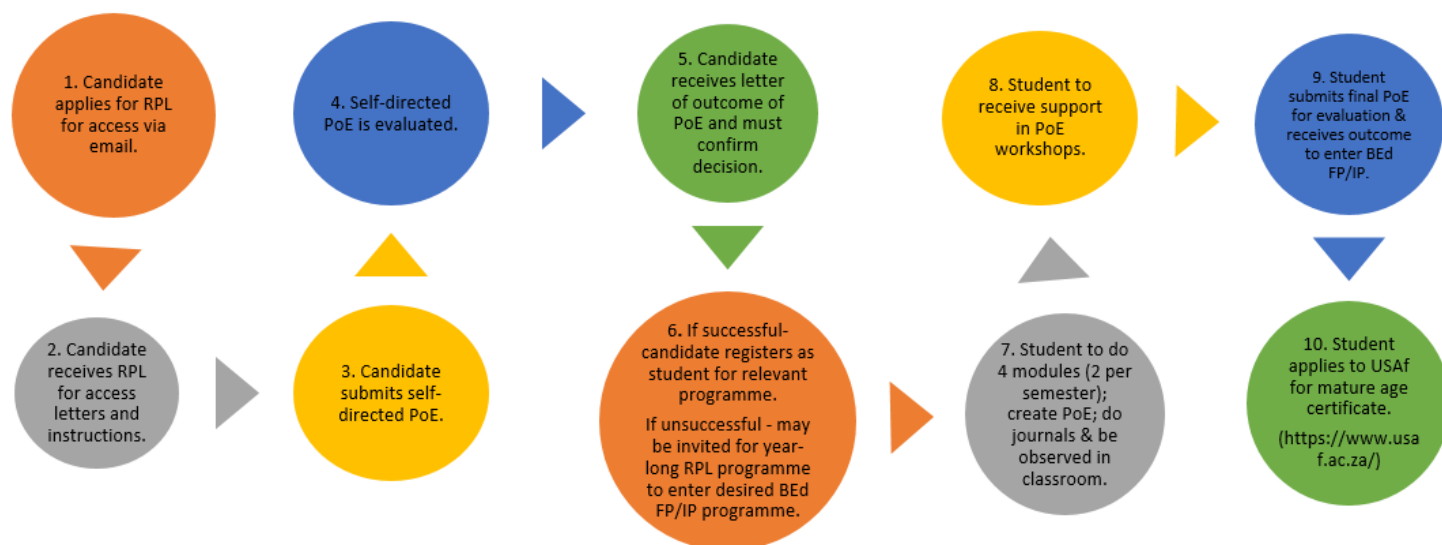 1. Candidate
applies for RPL
for access via
email.
2. Candidate
receives RPL
for access
letters and
instructions.
3. Candidate
submits self-
directed PoE.
4. Self-directed
PoE is evaluated.
5. Candidate
receives letter
of outcome of
PoE and must
confirm
decision.
6. If successful-
candidate registers as
student for relevant
programme.
If unsuccessful - may
be invited for year-
long RPL programme
to enter desired BEd
FP/IP programme.
7. Student to do
4 modules (2 per
semester);
create PoE; do
journals & be
observed in
classroom.
8. Student to
receive support
in PoE
workshops.
9. Student
submits final PoE
for evaluation &
receives outcome
to enter BEd
FP/IP.
10. Student
applies to USAf
for mature age
certificate.
(https://www.usa
f.ac.za/)